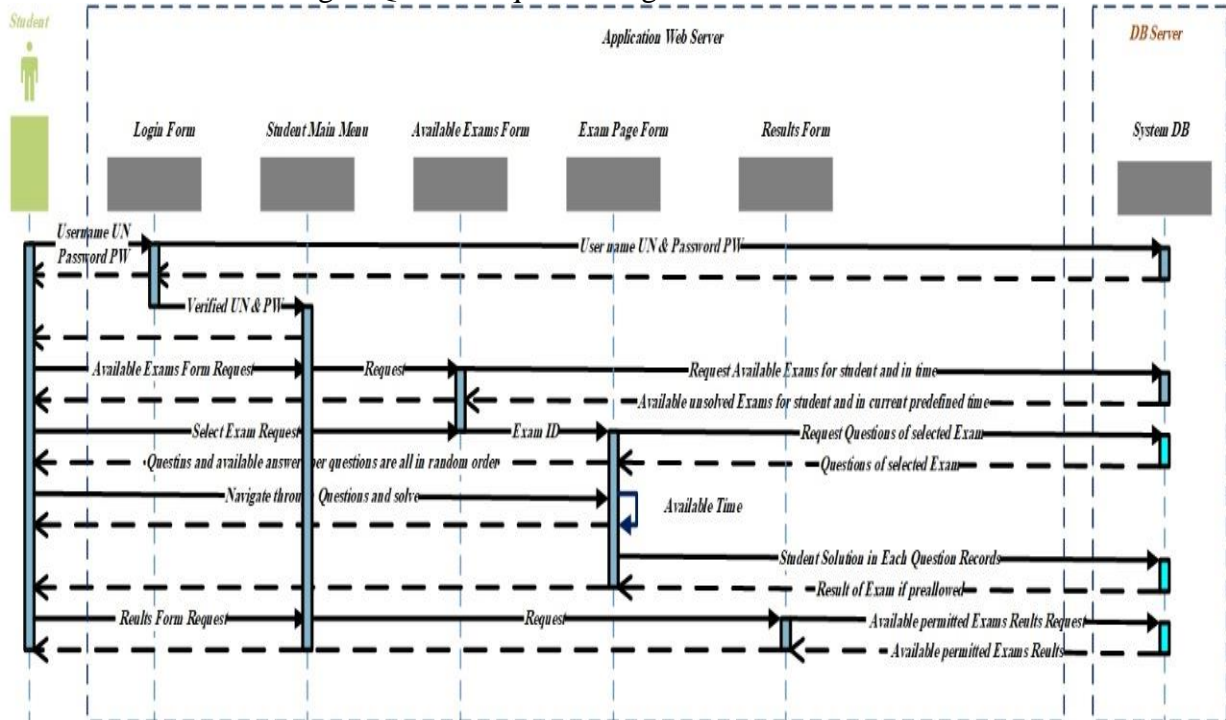 Student
Application Web Server
DB Server
Login Form
Student Main Menu
Available Exams Form
Exam Page Form
Results Form
System DB
Username UN
Password PW
User name UN & Password PW
Verified UN & PW
Available Exams Form Request
Request
Request Available Exams for student and in time
Available unsolved Exams for student and in current predefined time
Select Exam Request
Exam ID
Request Questions of selected Exam
Questins and available answer per questions are all in random order
Questions of selected Exam
Navigate throu Questions and solve
Available Time
Student Solution in Each Question Records
Result of Exam if preallowed
Reults Form Request
Request
Available permitted Exams Reults Request
Available permitted Exams Reults